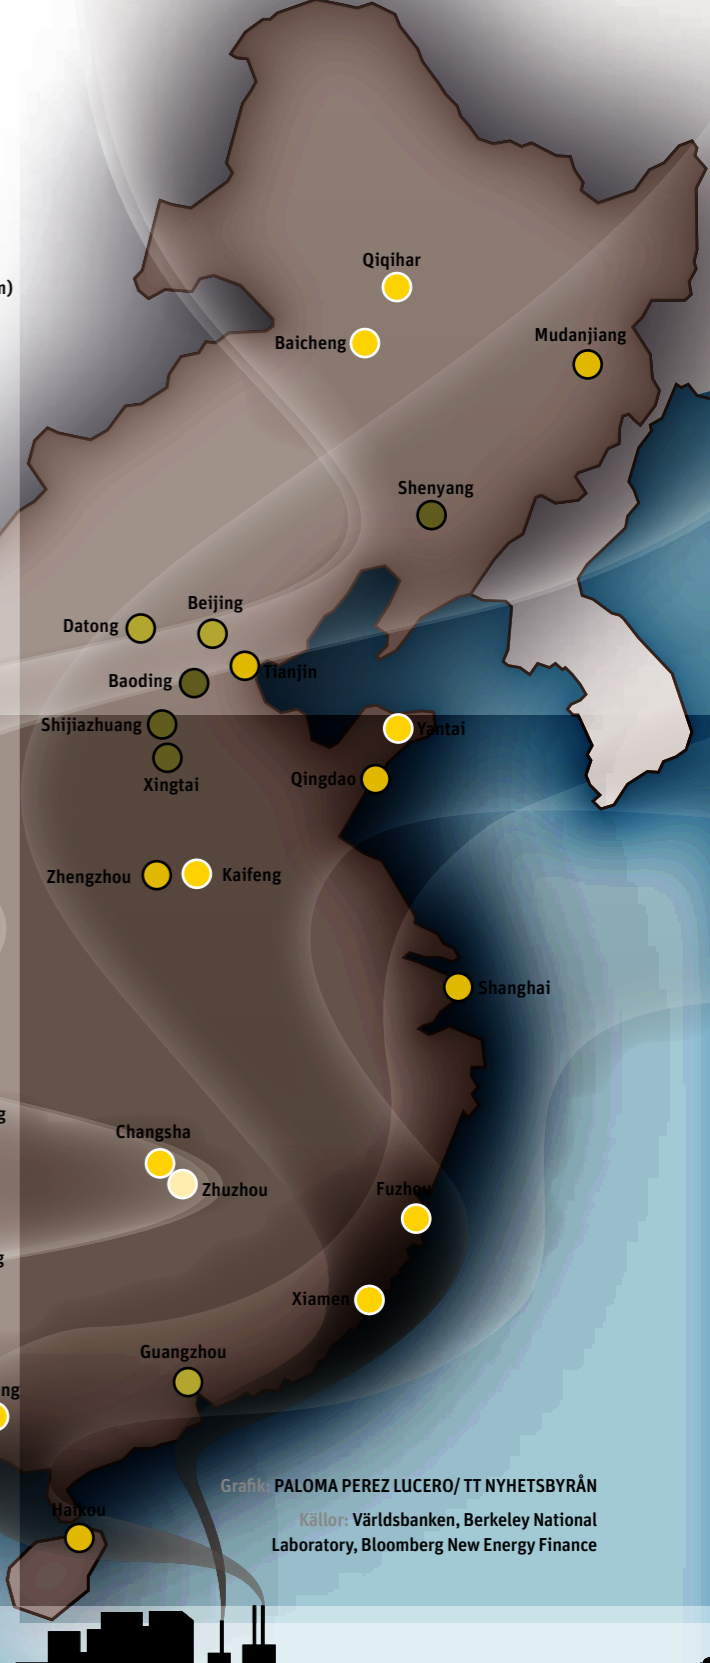 Qiqihar
n)
Mudanjiang
Baicheng
Shenyang
Beijing
Datong
Tianjin
Baoding
Shijiazhuang
Yantai
Qingdao
Xingtai
Zhengzhou
Kaifeng
Shanghai
g
Changsha
Zhuzhou
Fuzhou
g
Xiamen
Guangzhou
ng
Grafik: PALOMA PEREZ LUCERO/ TT NYHETSBYRÅN
Haikou
Källor: Världsbanken, Berkeley National
Laboratory, Bloomberg New Energy Finance